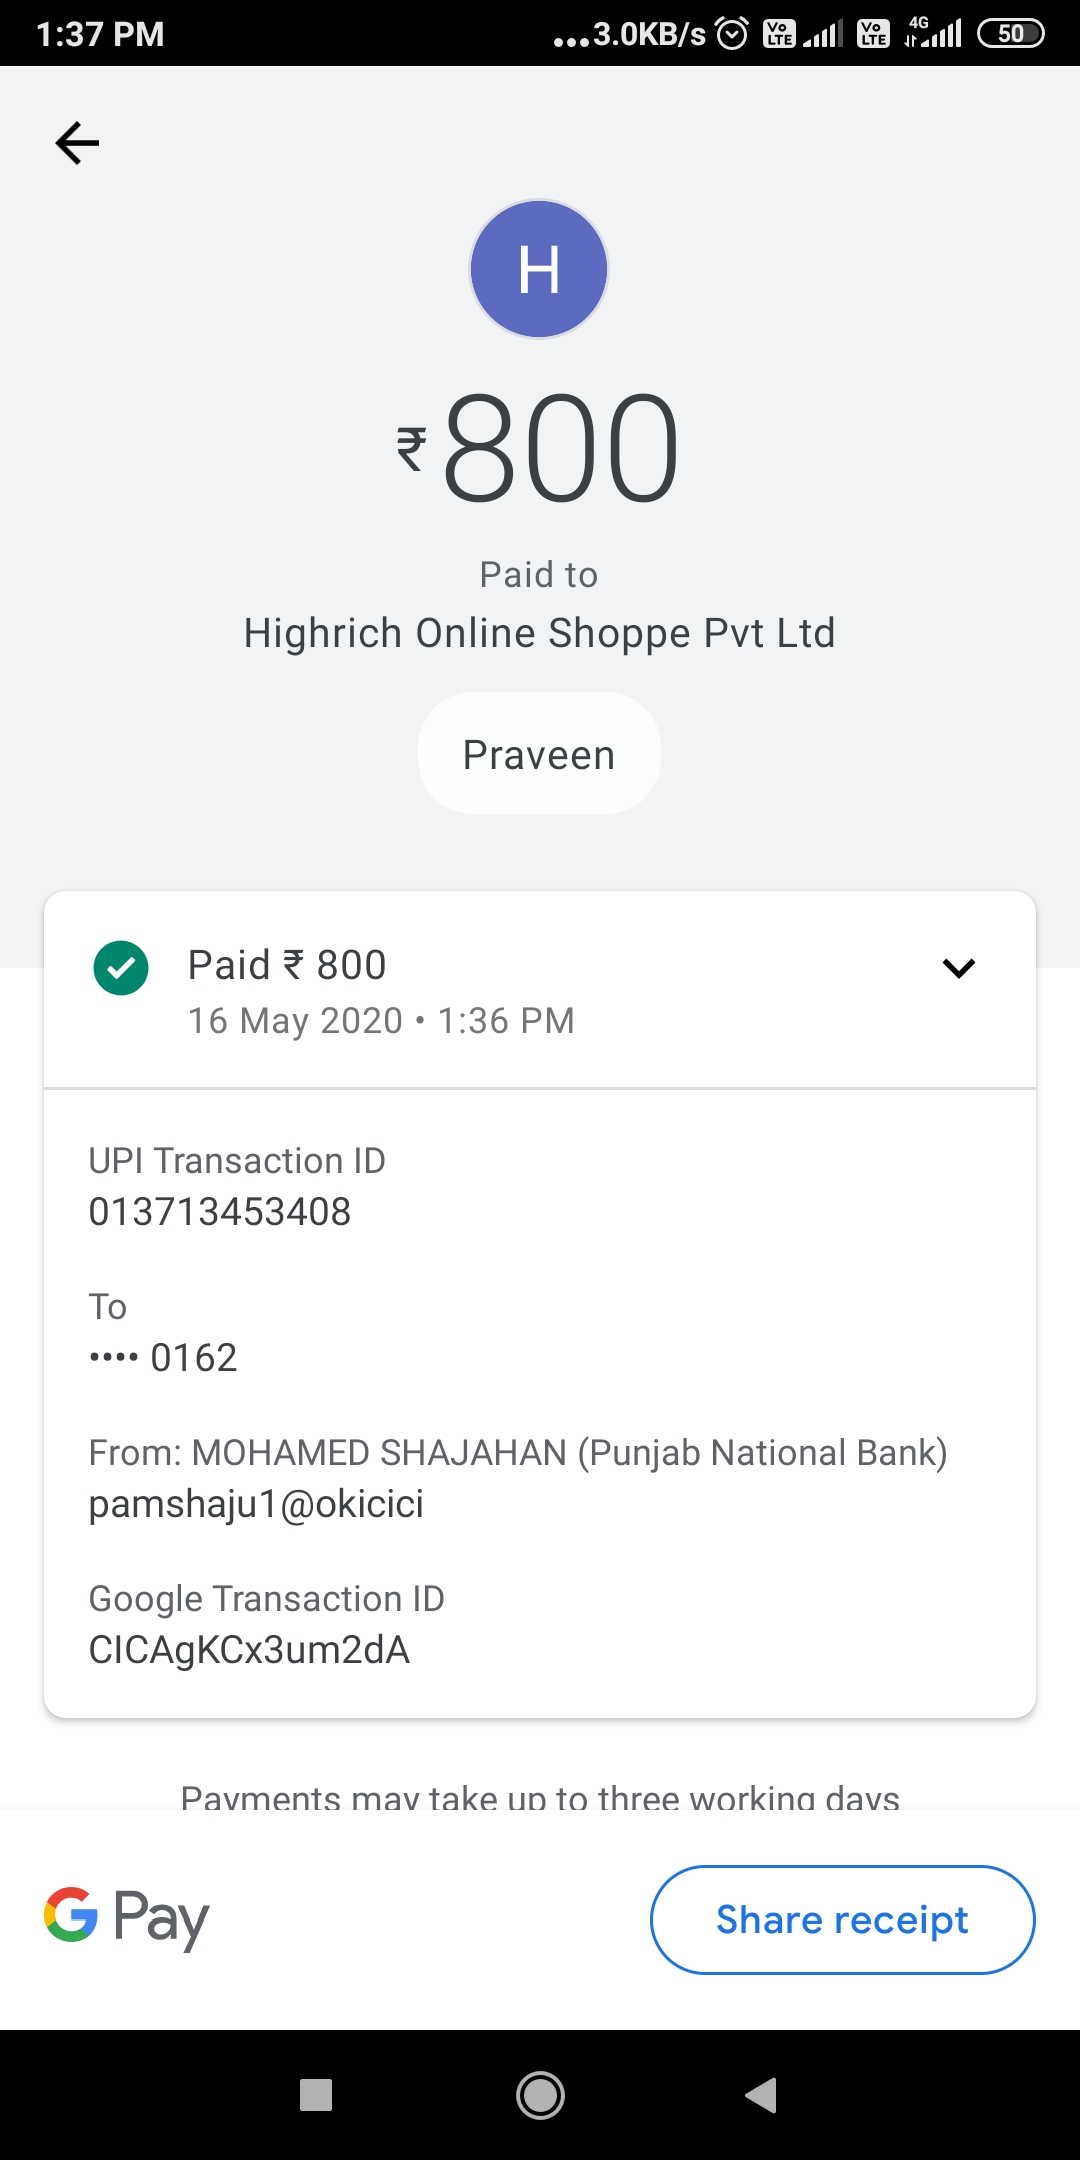 1:37 PM
...3.0KB/s Vo LTE Vo LTE 4G 50
H
₹800
Paid to
Highrich Online Shoppe Pvt Ltd
Praveen
Paid ₹ 800
16 May 2020 • 1:36 PM
UPI Transaction ID
013713453408
To
•••• 0162
From: MOHAMED SHAJAHAN (Punjab National Bank)
pamshaju1@okicici
Google Transaction ID
CICAgKCx3um2dA
Payments may take up to three working days
G Pay
Share receipt